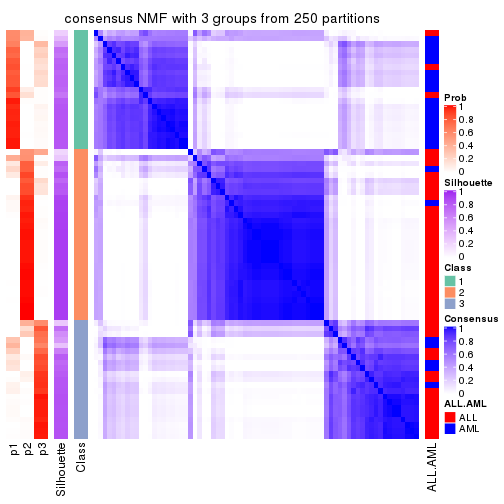 consensus NMF with 3 groups from 250 partitions
Prob
1
0.8
0.6
0.4
0.2
0
Silhouette
1
0.8
0.6
0.4
0.2
0
Class
1
2
3
Consensus
1
0.8
0.6
0.4
0.2
0
ALL.AML
ALL
AML
p1
p2
p3
Silhouette
Class
ALL.AML